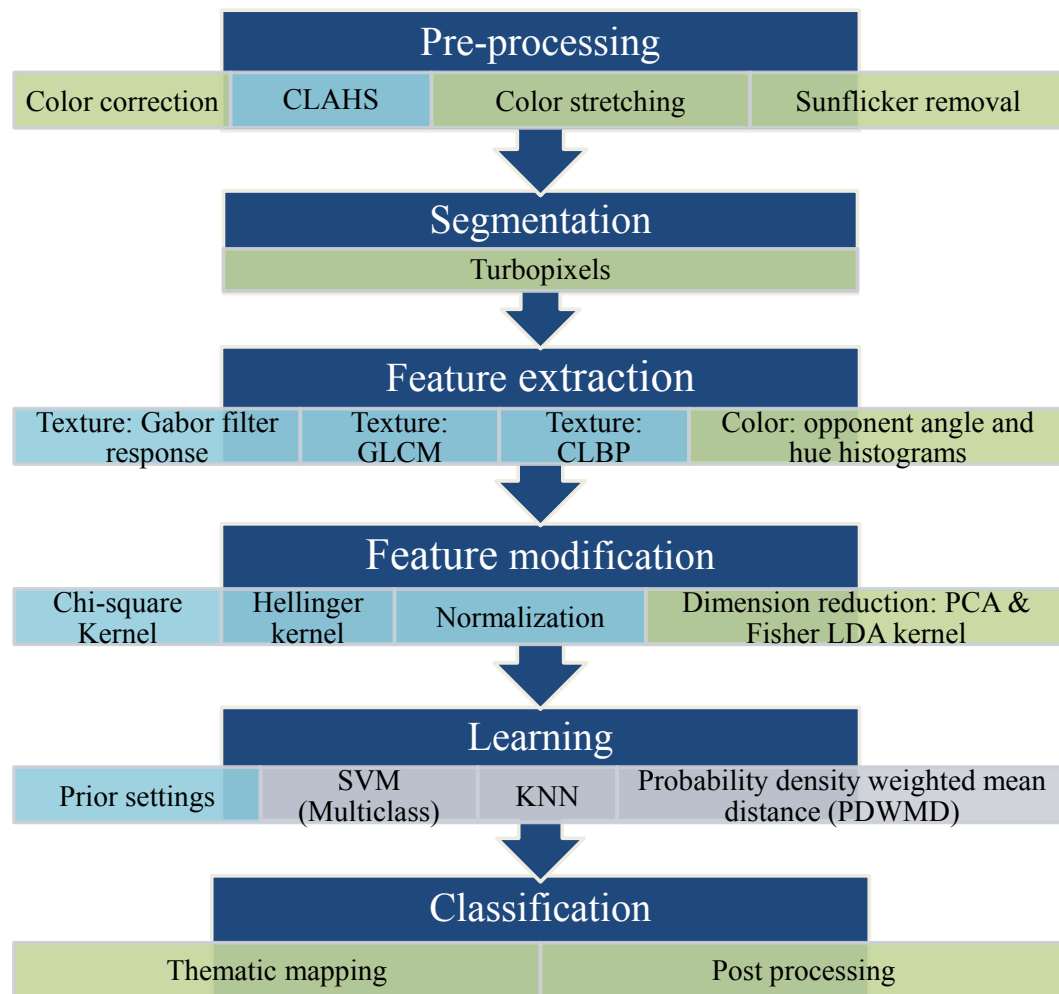 Pre-processing
Color correction
CLAHS
Color stretching
Sunflicker removal
Segmentation
Turbopixels
Feature extraction
Texture: Gabor filter
response
Texture:
GLCM
Texture:
CLBP
Color: opponent angle and
hue histograms
Feature modification
Chi-square
Kernel
Hellinger
kernel
Normalization
Dimension reduction: PCA &
Fisher LDA kernel
Learning
Prior settings
SVM
(Multiclass)
KNN
Probability density weighted mean
distance (PDWMD)
Classification
Thematic mapping
Post processing